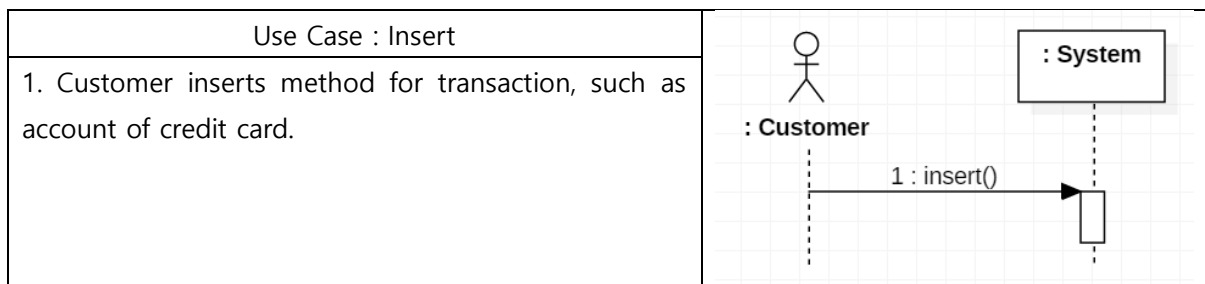 Use Case : Insert
1. Customer inserts method for transaction, such as
account of credit card.
: System
: Customer
1 : insert()